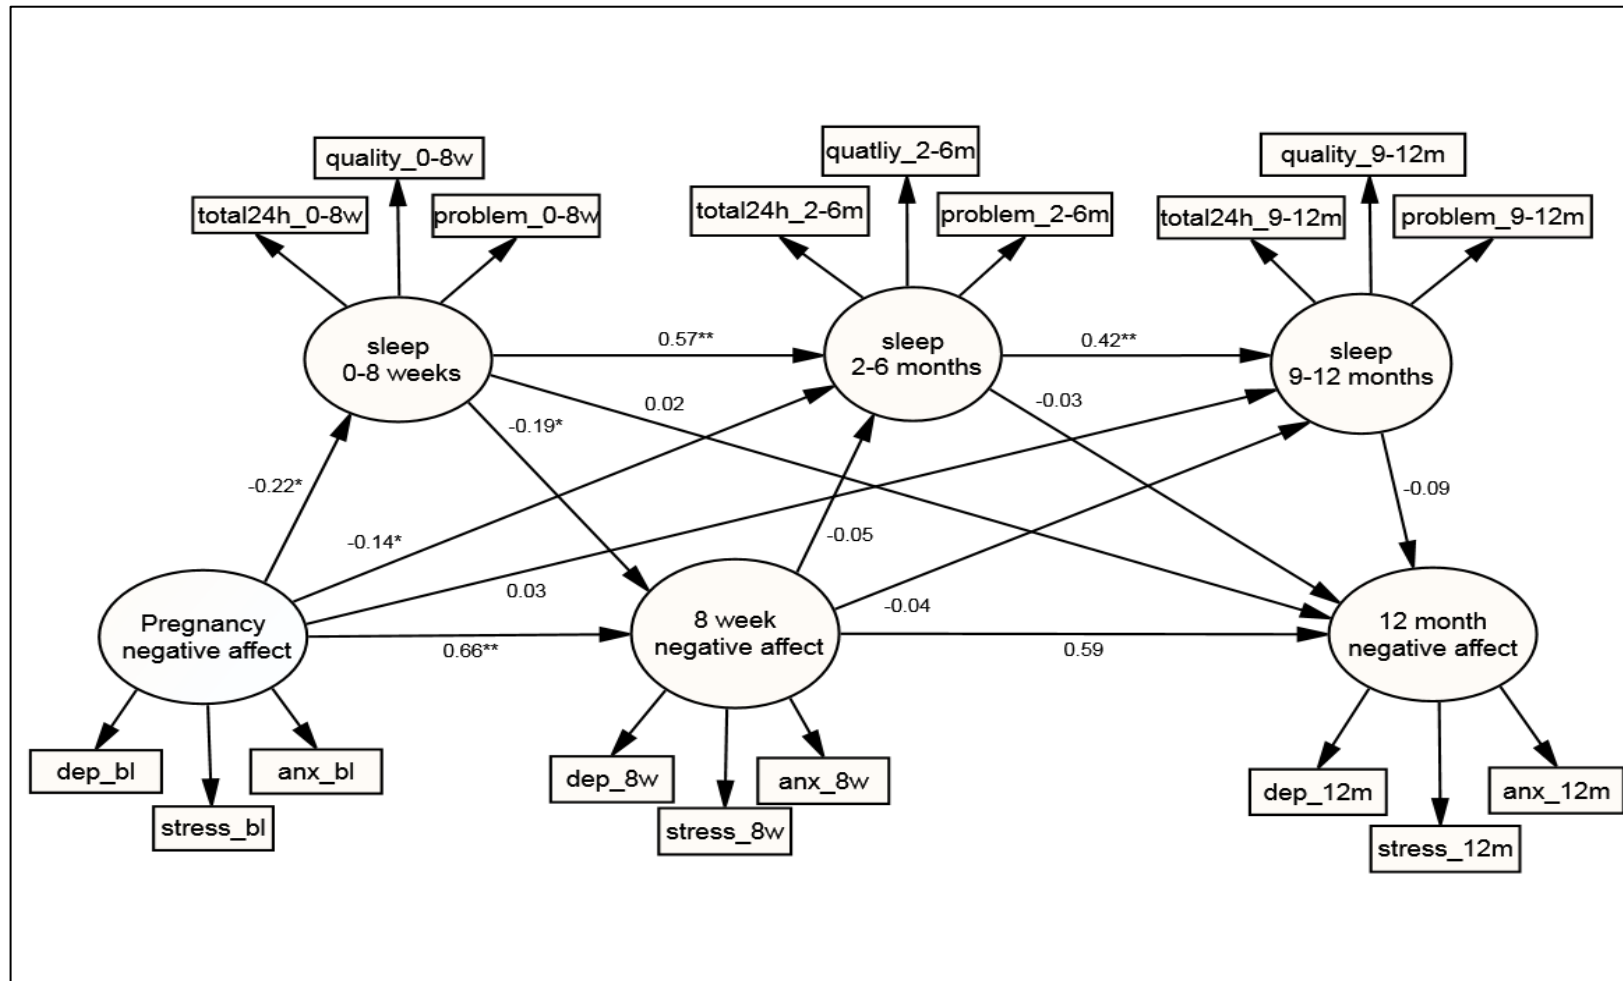 quality_0-8w
quatliy_2-6m
quality_9-12m
total24h_0-8w
problem_0-8w
total24h_2-6m
problem_2-6m
total24h_9-12m
problem_9-12m
sleep
0-8 weeks
0.57**
sleep
2-6 months
0.42**
sleep
9-12 months
-0.19*
0.02
-0.03
-0.22*
-0.14*
-0.05
-0.09
0.03
-0.04
Pregnancy
negative affect
0.66**
8 week
negative affect
0.59
12 month
negative affect
dep_bl
anx_bl
stress_bl
dep_8w
anx_8w
stress_8w
dep_12m
anx_12m
stress_12m